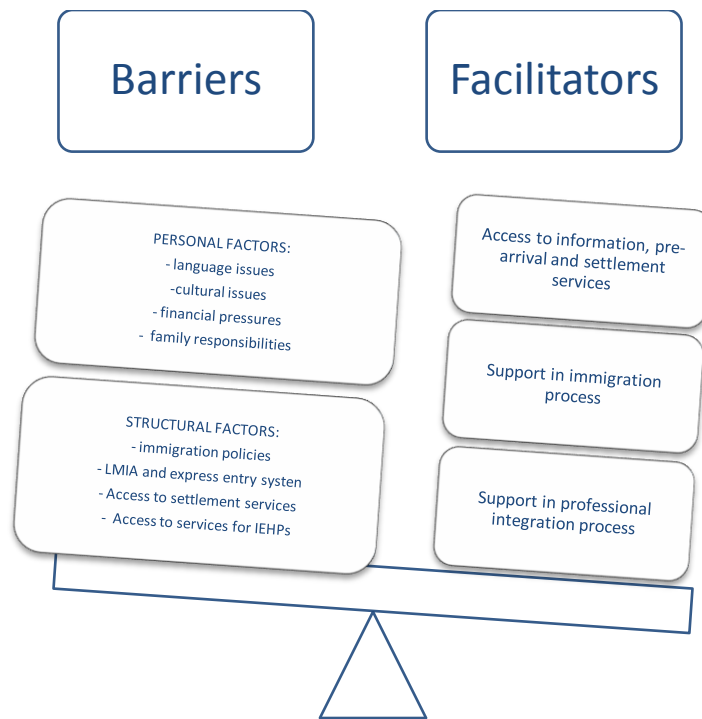 Barriers
Facilitators
PERSONAL FACTORS:
- language issues
-cultural issues
- financial pressures
- family responsibilities
STRUCTURAL FACTORS:
- immigration policies
- LMIA and express entry systen
- Access to settlement services
- Access to services for IEHPs
Access to information, pre-
arrival and settlement
services
Support in immigration
process
Support in professional
integration process